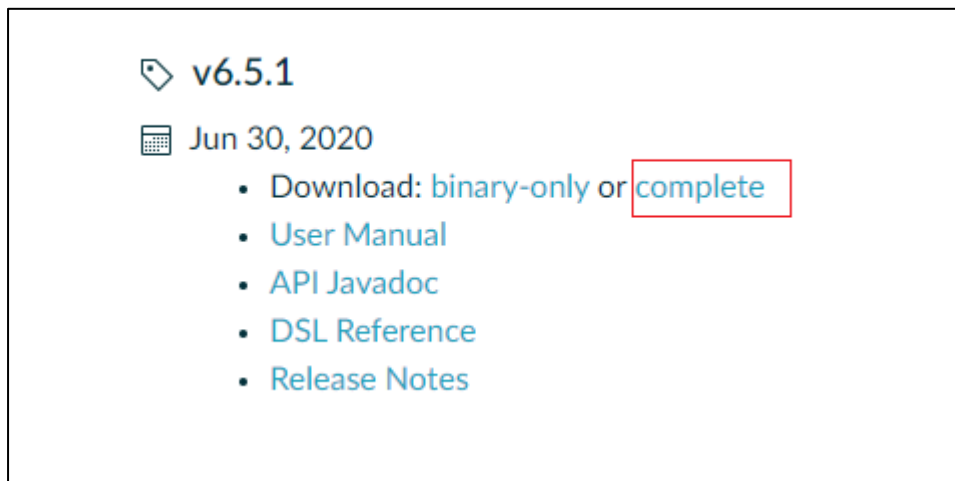 v6.5.1
Jun 30, 2020
• Download: binary-only or complete
• User Manual
• API Javadoc
• DSL Reference
• Release Notes